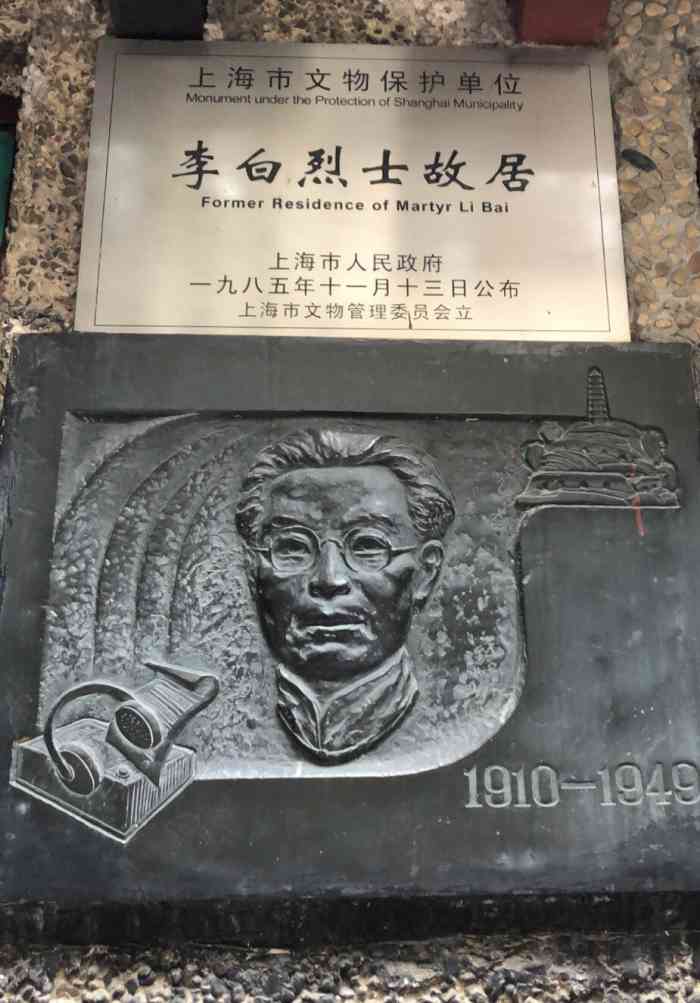 上海市文物保护单位
Monument under the Protection of Shanghai Municipality
李白烈士故居
Former Residence of Martyr Li Bai
上海市人民政府
一九八五年十一月十三日公布
上海市文物管理委员会立
1910—1949